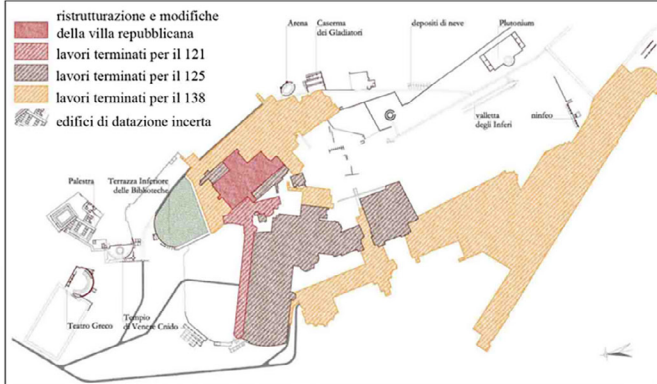 ristrutturazione e modifiche
della villa repubblicana
lavori terminati per il 121
lavori terminati per il 125
lavori terminati per il 138
edifici di datazione incerta
Arena
Caserma
dei Gladiatori
depositi di neve
Plutonium
valletta
degli Inferi
ninfeo
Palestra
Terrazza Inferiore
delle Biblioteche
Teatro Greco
Tempio
di Venere Cnido